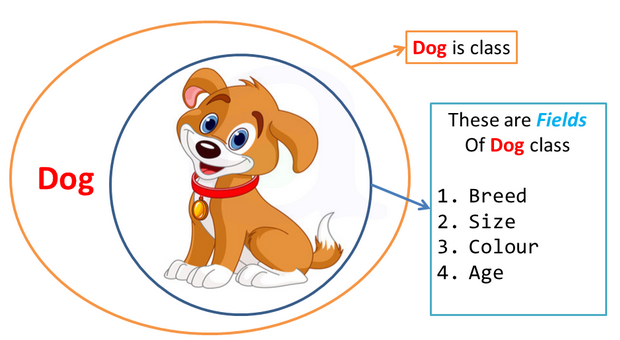 Dog is class
Dog
These are Fields
Of Dog class
1. Breed
2. Size
3. Colour
4. Age